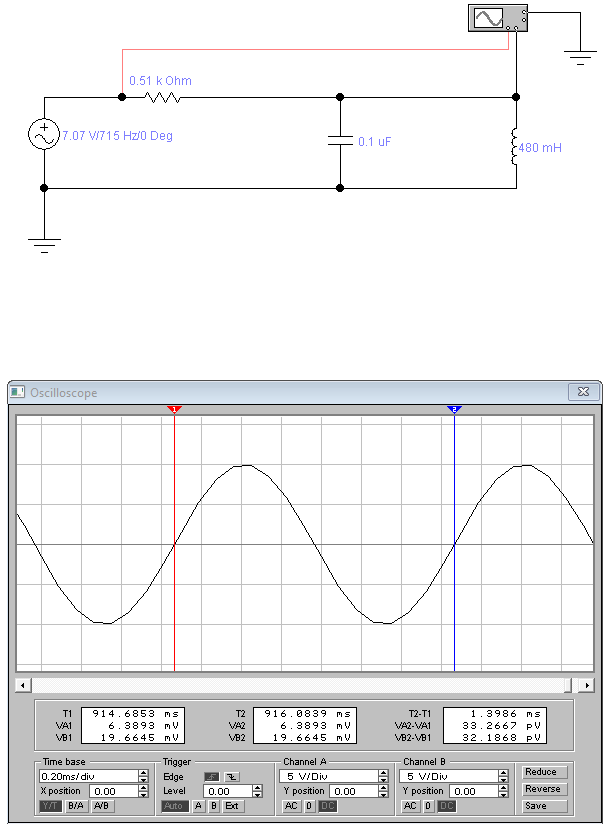 0.51 k Ohm
7.07 V/715 Hz/0 Deg
0.1 uF
480 mH
Oscilloscope
1
2
T1 914.6853 ms
VA1 6.3893 mV
VB1 19.6645 mV
T2 916.0839 ms
VA2 6.3893 mV
VB2 19.6645 mV
T2-T1 1.3986 ms
VA2-VA1 33.2667 pV
VB2-VB1 32.1868 pV
Time base
0.20ms/div
X position 0.00
Y/T B/A A/B
Trigger
Edge
Level 0.00
Auto A B Ext
Channel A
5 V/Div
Y position 0.00
AC 0 DC
Channel B
5 V/Div
Y position 0.00
AC 0 DC
Reduce
Reverse
Save